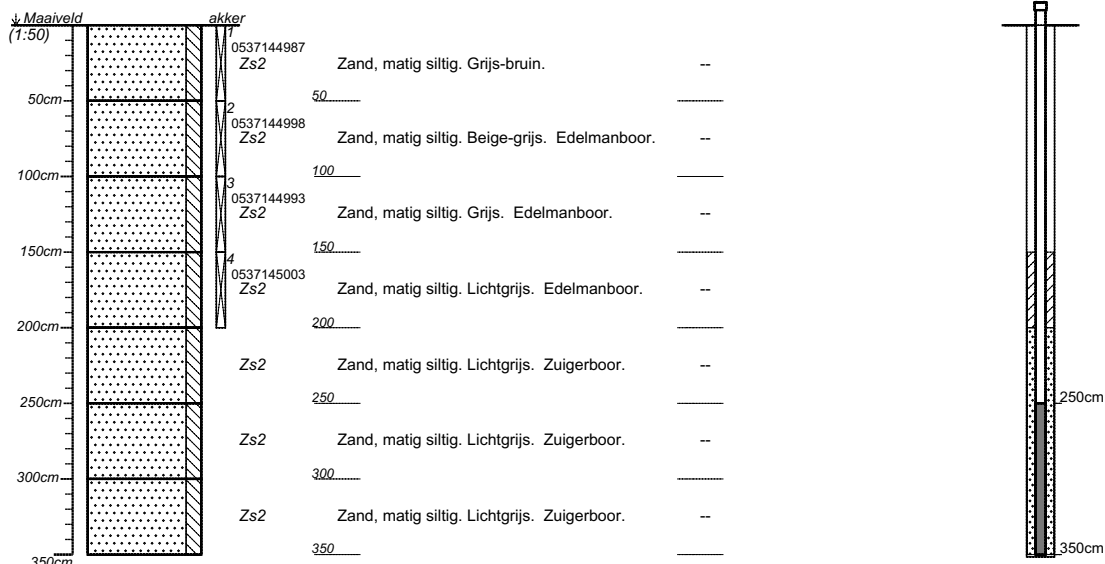 Maaiveld akker
(1:50)
1
0537144987
Zs2 Zand, matig siltig. Grijs-bruin. --
50cm 50
2
0537144998
Zs2 Zand, matig siltig. Beige-grijs. Edelmanboor. --
100cm 100
3
0537144993
Zs2 Zand, matig siltig. Grijs. Edelmanboor. --
150cm 150
4
0537145003
Zs2 Zand, matig siltig. Lichtgrijs. Edelmanboor. --
200cm 200
Zs2 Zand, matig siltig. Lichtgrijs. Zuigerboor. --
250cm 250 250cm
Zs2 Zand, matig siltig. Lichtgrijs. Zuigerboor. --
300cm 300
Zs2 Zand, matig siltig. Lichtgrijs. Zuigerboor. --
350cm 350 350cm